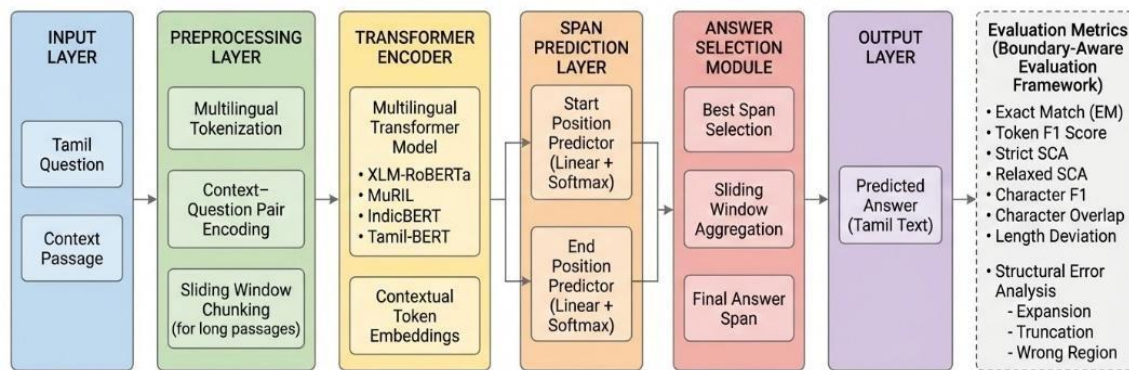 INPUT
LAYER
Tamil
Question
Context
Passage
PREPROCESSING
LAYER
Multilingual
Tokenization
Context–
Question Pair
Encoding
Sliding Window
Chunking
(for long passages)
TRANSFORMER
ENCODER
Multilingual
Transformer
Model
• XLM-RoBERTa
• MuRIL
• IndicBERT
• Tamil-BERT
Contextual
Token
Embeddings
SPAN
PREDICTION
LAYER
Start
Position
Predictor
(Linear +
Softmax)
End
Position
Predictor
(Linear +
Softmax)
ANSWER
SELECTION
MODULE
Best Span
Selection
Sliding
Window
Aggregation
Final Answer
Span
OUTPUT
LAYER
Predicted
Answer
(Tamil Text)
Evaluation Metrics
(Boundary-Aware
Evaluation
Framework)
• Exact Match (EM)
• Token F1 Score
• Strict SCA
• Relaxed SCA
• Character F1
• Character Overlap
• Length Deviation
• Structural Error
Analysis
- Expansion
- Truncation
- Wrong Region